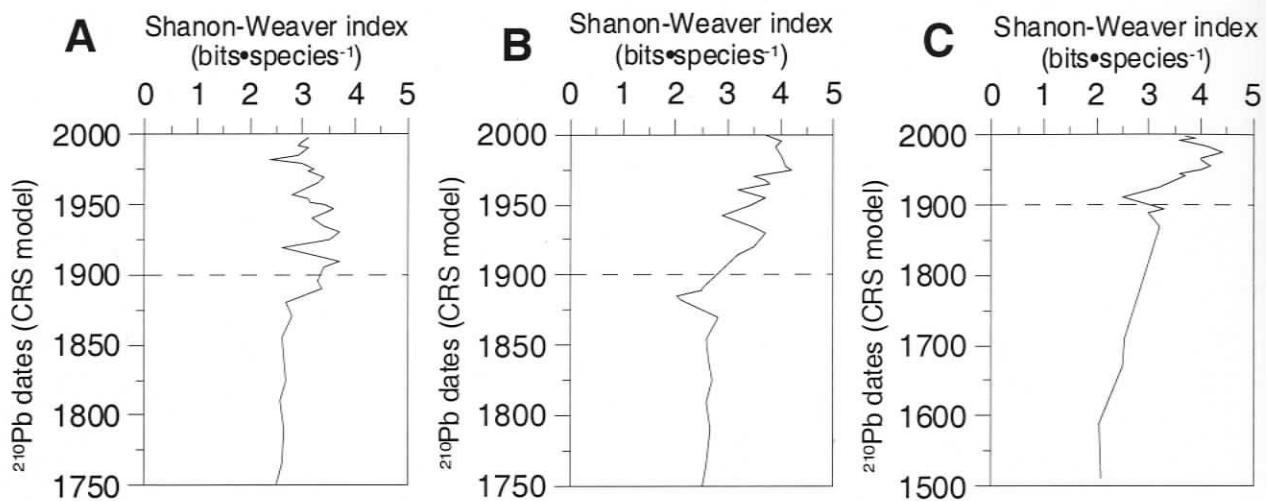 A
Shanon-Weaver index
(bits•species⁻¹)
0 1 2 3 4 5
2000
1950
1900
1850
1800
1750
²¹⁰Pb dates (CRS model)
B
Shanon-Weaver index
(bits•species⁻¹)
0 1 2 3 4 5
2000
1950
1900
1850
1800
1750
²¹⁰Pb dates (CRS model)
C
Shanon-Weaver index
(bits•species⁻¹)
0 1 2 3 4 5
2000
1900
1800
1700
1600
1500
²¹⁰Pb dates (CRS model)